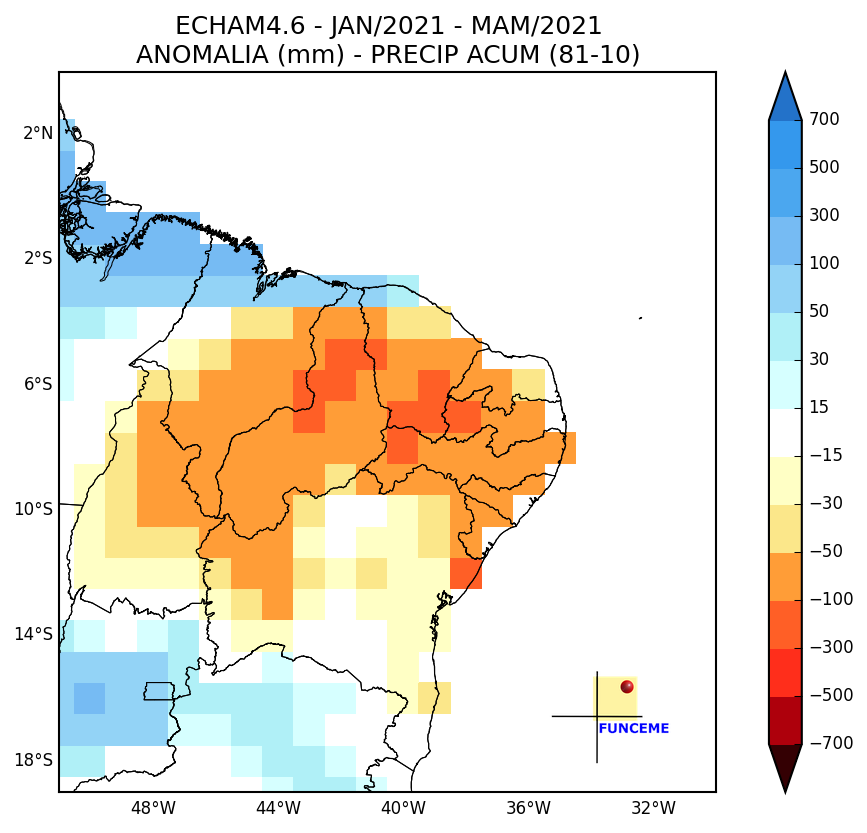 ECHAM4.6 - JAN/2021 - MAM/2021
ANOMALIA (mm) - PRECIP ACUM (81-10)
2°N
2°S
6°S
10°S
14°S
18°S
48°W
44°W
40°W
36°W
32°W
700
500
300
100
50
30
15
−15
−30
−50
−100
−300
−500
−700
FUNCEME